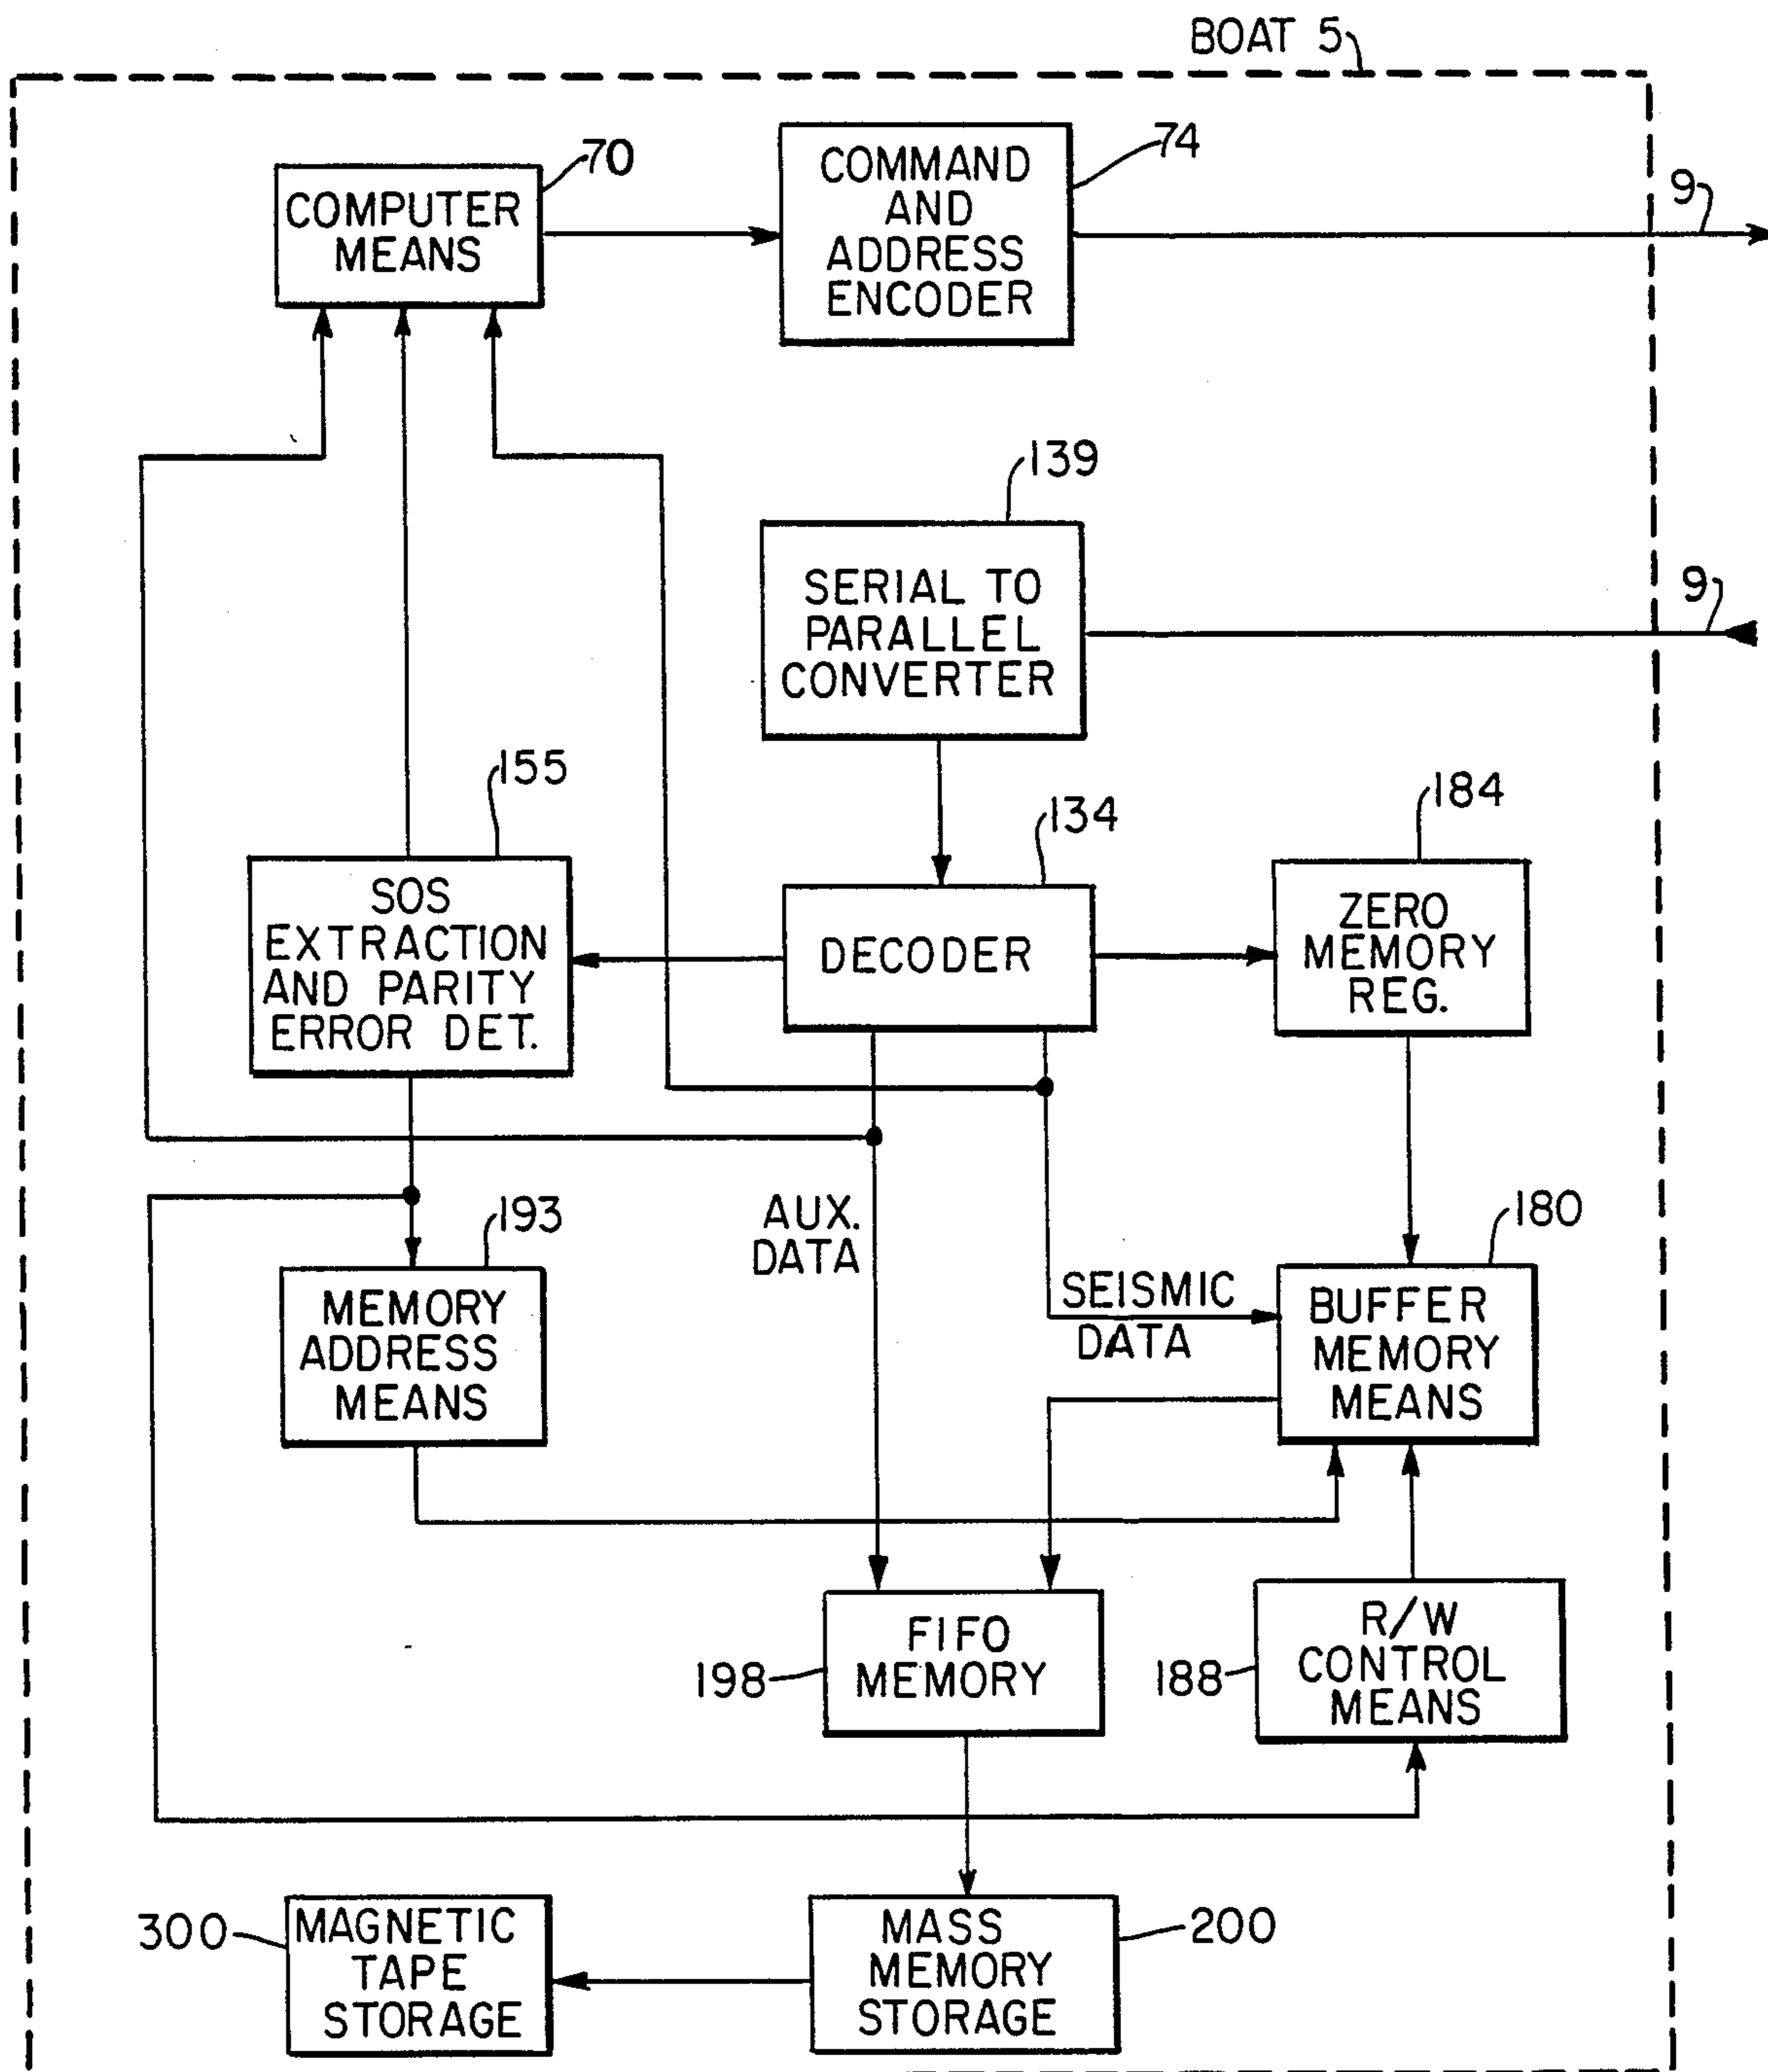 BOAT 5
70
COMPUTER
MEANS
74
COMMAND
AND
ADDRESS
ENCODER
9
139
SERIAL TO
PARALLEL
CONVERTER
9
155
SOS
EXTRACTION
AND PARITY
ERROR DET.
134
DECODER
184
ZERO
MEMORY
REG.
193
MEMORY
ADDRESS
MEANS
AUX.
DATA
SEISMIC
DATA
180
BUFFER
MEMORY
MEANS
198
FIFO
MEMORY
188
R/W
CONTROL
MEANS
300
MAGNETIC
TAPE
STORAGE
MASS
MEMORY
STORAGE
200